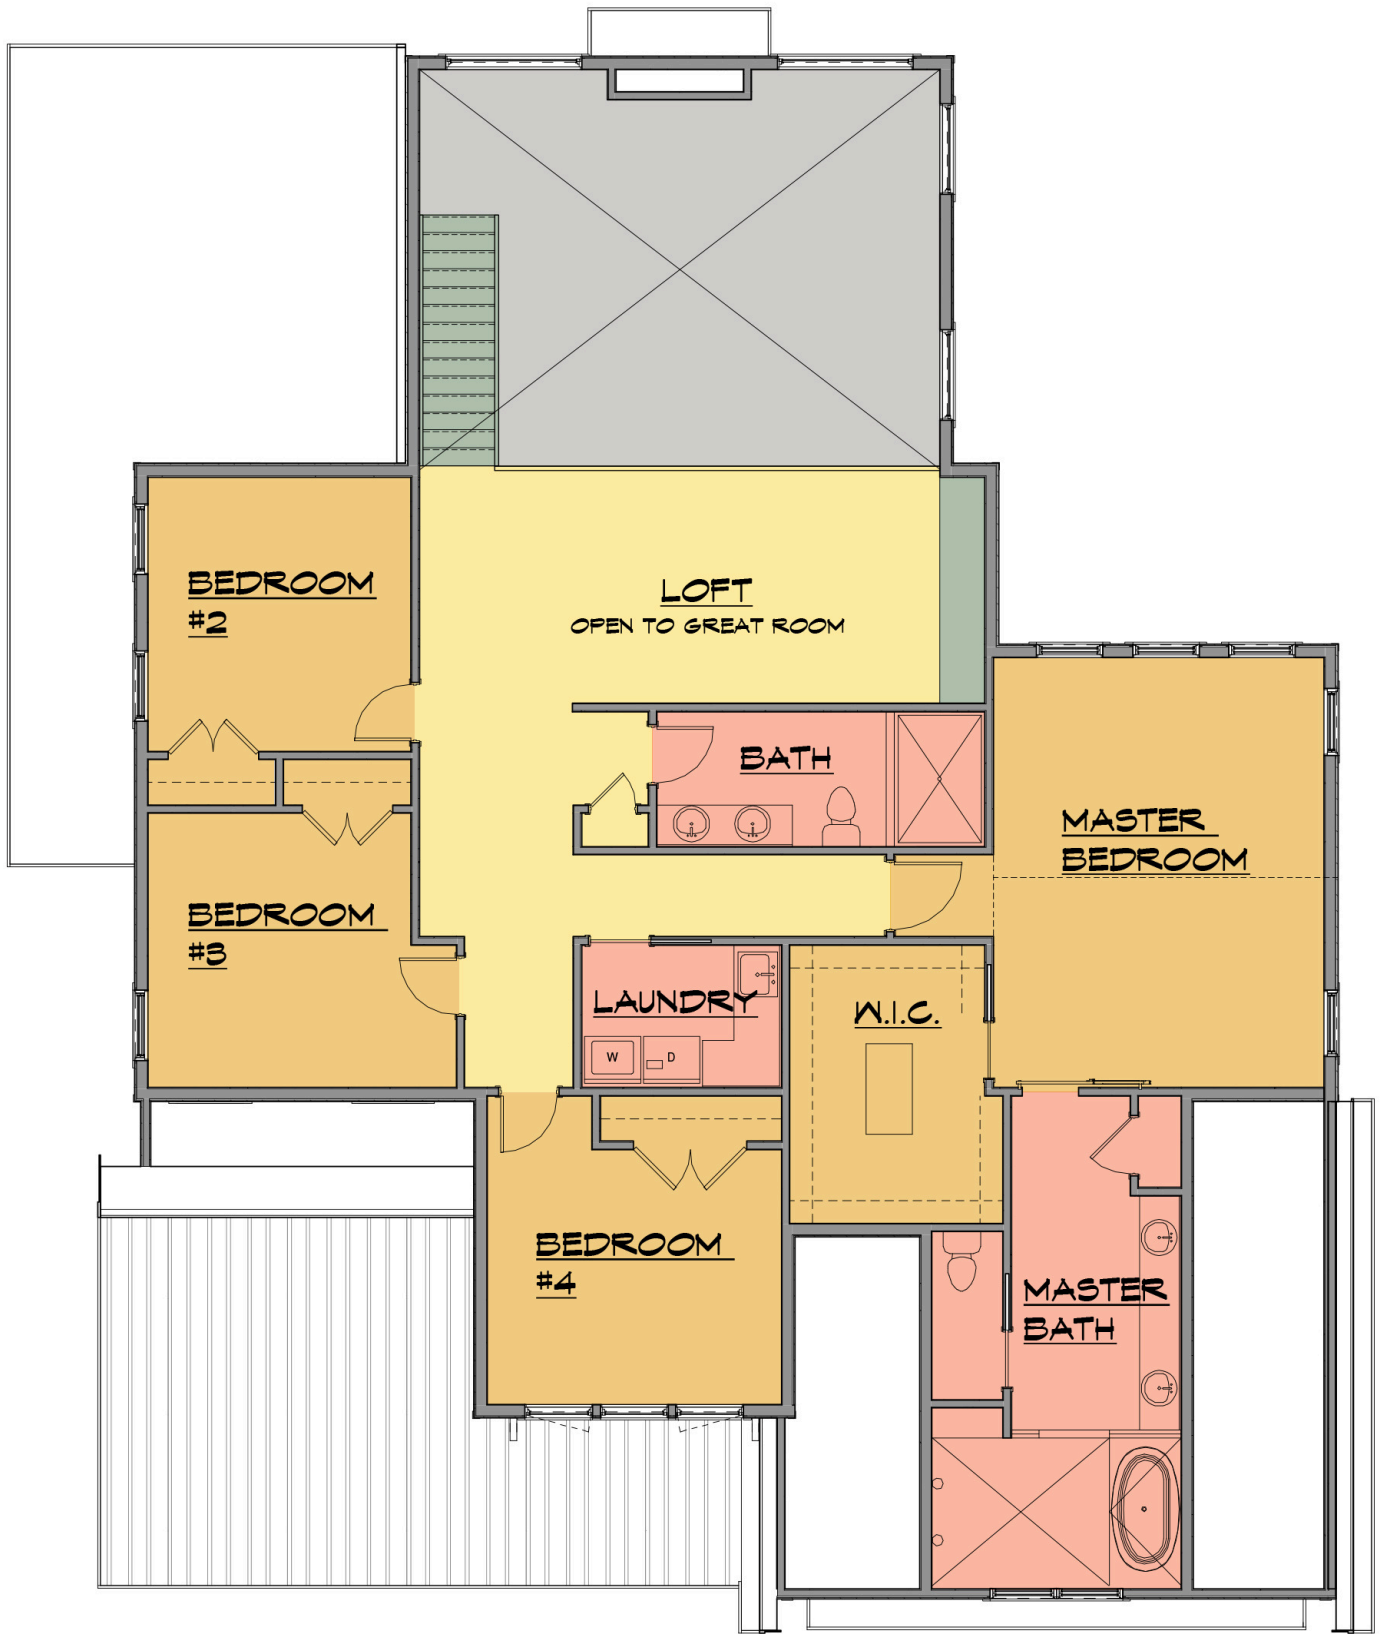 BEDROOM
#2
LOFT
OPEN TO GREAT ROOM
BATH
MASTER
BEDROOM
BEDROOM
#3
LAUNDRY
W.I.C.
W
D
BEDROOM
#4
MASTER
BATH